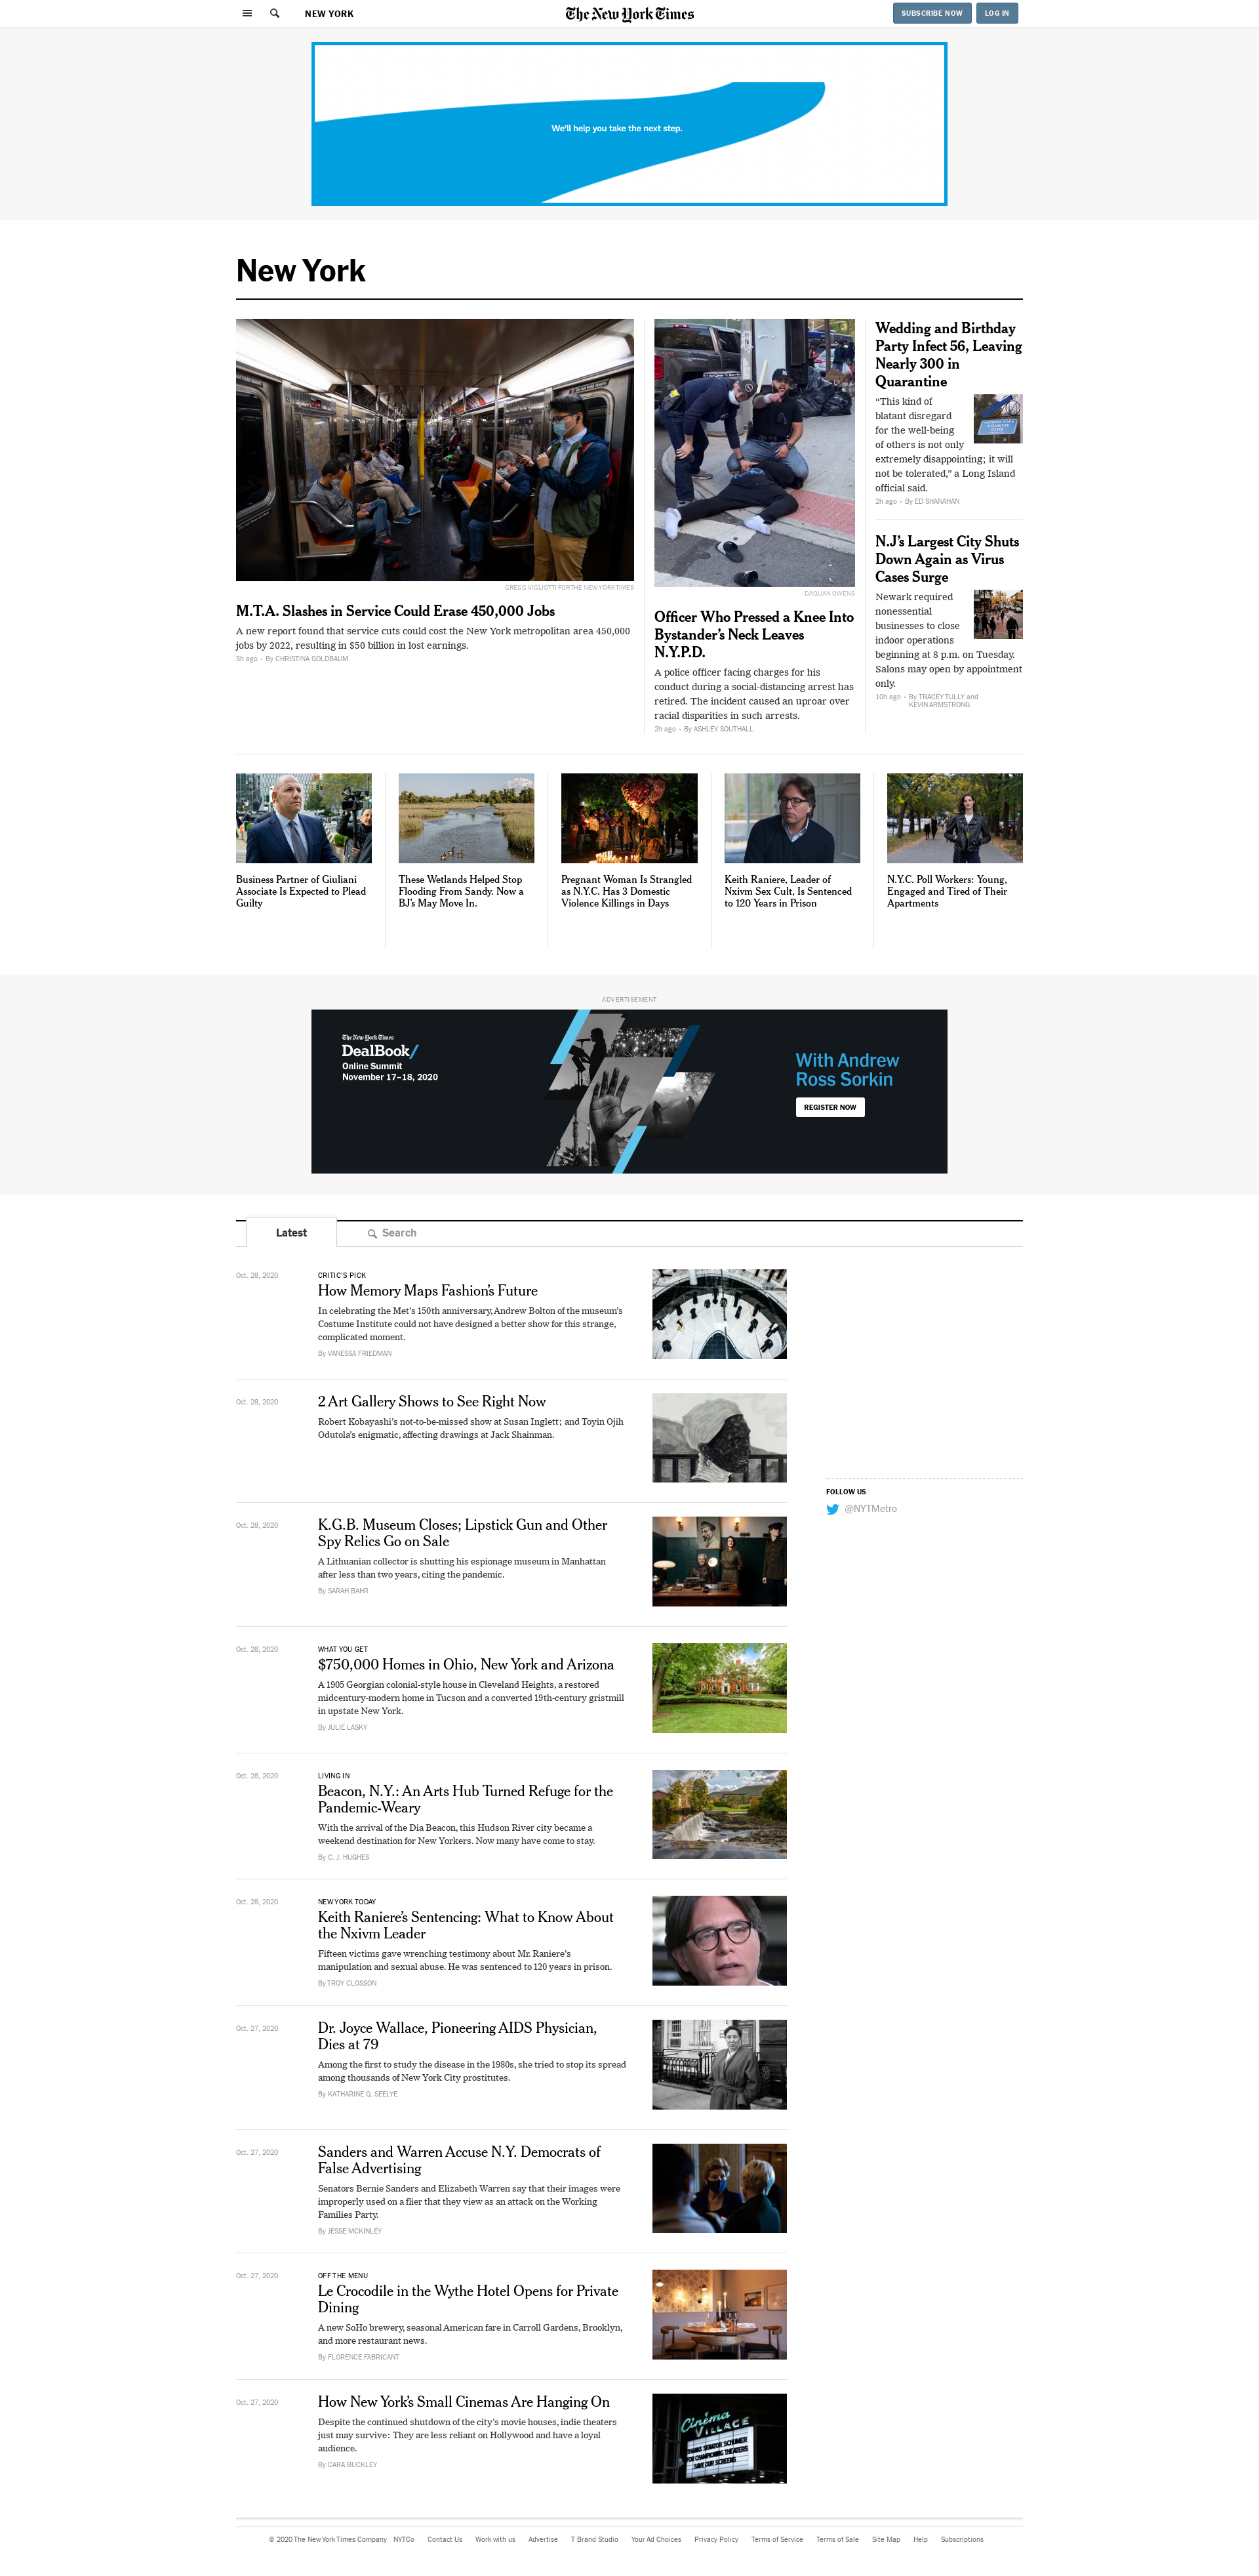 NEW YORK
The New York Times
SUBSCRIBE NOW
LOG IN
We'll help you take the next step.
New York
GREGG VIGLIOTTI FOR THE NEW YORK TIMES
M.T.A. Slashes in Service Could Erase 450,000 Jobs
A new report found that service cuts could cost the New York metropolitan area 450,000
jobs by 2022, resulting in $50 billion in lost earnings.
5h ago • By CHRISTINA GOLDBAUM
DAQUAN OWENS
Officer Who Pressed a Knee Into
Bystander’s Neck Leaves
N.Y.P.D.
A police officer facing charges for his
conduct during a social-distancing arrest has
retired. The incident caused an uproar over
racial disparities in such arrests.
2h ago • By ASHLEY SOUTHALL
Wedding and Birthday
Party Infect 56, Leaving
Nearly 300 in
Quarantine
“This kind of
blatant disregard
for the well-being
of others is not only
extremely disappointing; it will
not be tolerated,” a Long Island
official said.
2h ago • By ED SHANAHAN
N.J’s Largest City Shuts
Down Again as Virus
Cases Surge
Newark required
nonessential
businesses to close
indoor operations
beginning at 8 p.m. on Tuesday.
Salons may open by appointment
only.
10h ago • By TRACEY TULLY and
KEVIN ARMSTRONG
Business Partner of Giuliani
Associate Is Expected to Plead
Guilty
These Wetlands Helped Stop
Flooding From Sandy. Now a
BJ’s May Move In.
Pregnant Woman Is Strangled
as N.Y.C. Has 3 Domestic
Violence Killings in Days
Keith Raniere, Leader of
Nxivm Sex Cult, Is Sentenced
to 120 Years in Prison
N.Y.C. Poll Workers: Young,
Engaged and Tired of Their
Apartments
ADVERTISEMENT
The New York Times
DealBook/
Online Summit
November 17–18, 2020
With Andrew
Ross Sorkin
REGISTER NOW
Latest
Search
Oct. 28, 2020
CRITIC’S PICK
How Memory Maps Fashion’s Future
In celebrating the Met’s 150th anniversary, Andrew Bolton of the museum’s
Costume Institute could not have designed a better show for this strange,
complicated moment.
By VANESSA FRIEDMAN
Oct. 28, 2020
2 Art Gallery Shows to See Right Now
Robert Kobayashi’s not-to-be-missed show at Susan Inglett; and Toyin Ojih
Odutola’s enigmatic, affecting drawings at Jack Shainman.
FOLLOW US
@NYTMetro
Oct. 28, 2020
K.G.B. Museum Closes; Lipstick Gun and Other
Spy Relics Go on Sale
A Lithuanian collector is shutting his espionage museum in Manhattan
after less than two years, citing the pandemic.
By SARAH BAHR
Oct. 28, 2020
WHAT YOU GET
$750,000 Homes in Ohio, New York and Arizona
A 1905 Georgian colonial-style house in Cleveland Heights, a restored
midcentury-modern home in Tucson and a converted 19th-century gristmill
in upstate New York.
By JULIE LASKY
Oct. 28, 2020
LIVING IN
Beacon, N.Y.: An Arts Hub Turned Refuge for the
Pandemic-Weary
With the arrival of the Dia Beacon, this Hudson River city became a
weekend destination for New Yorkers. Now many have come to stay.
By C. J. HUGHES
Oct. 28, 2020
NEW YORK TODAY
Keith Raniere’s Sentencing: What to Know About
the Nxivm Leader
Fifteen victims gave wrenching testimony about Mr. Raniere’s
manipulation and sexual abuse. He was sentenced to 120 years in prison.
By TROY CLOSSON
Oct. 27, 2020
Dr. Joyce Wallace, Pioneering AIDS Physician,
Dies at 79
Among the first to study the disease in the 1980s, she tried to stop its spread
among thousands of New York City prostitutes.
By KATHARINE Q. SEELYE
Oct. 27, 2020
Sanders and Warren Accuse N.Y. Democrats of
False Advertising
Senators Bernie Sanders and Elizabeth Warren say that their images were
improperly used on a flier that they view as an attack on the Working
Families Party.
By JESSE MCKINLEY
Oct. 27, 2020
OFF THE MENU
Le Crocodile in the Wythe Hotel Opens for Private
Dining
A new SoHo brewery, seasonal American fare in Carroll Gardens, Brooklyn,
and more restaurant news.
By FLORENCE FABRICANT
Oct. 27, 2020
How New York’s Small Cinemas Are Hanging On
Despite the continued shutdown of the city’s movie houses, indie theaters
just may survive: They are less reliant on Hollywood and have a loyal
audience.
By CARA BUCKLEY
Cinema
VILLAGE
THANKS SENATOR SCHUMER
FOR CHAMPIONING THEATERS
SAVE OUR SCREENS
© 2020 The New York Times Company
NYTCo
Contact Us
Work with us
Advertise
T Brand Studio
Your Ad Choices
Privacy Policy
Terms of Service
Terms of Sale
Site Map
Help
Subscriptions